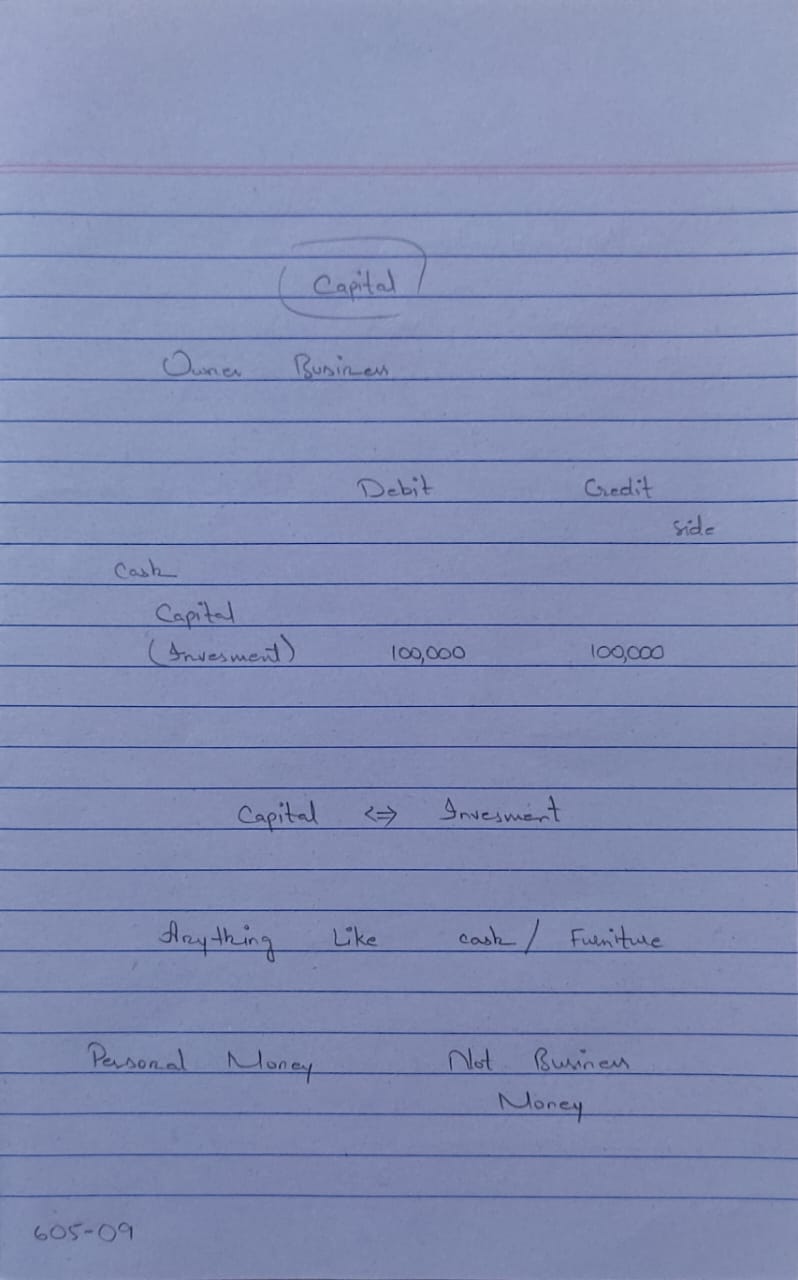 Capital
Owner Business
Debit Credit
side
Cash
Capital
(Invesment) 100,000 100,000
Capital <=> Invesment
Anything Like cash / Furniture
Personal Money Not Business
Money
605-09